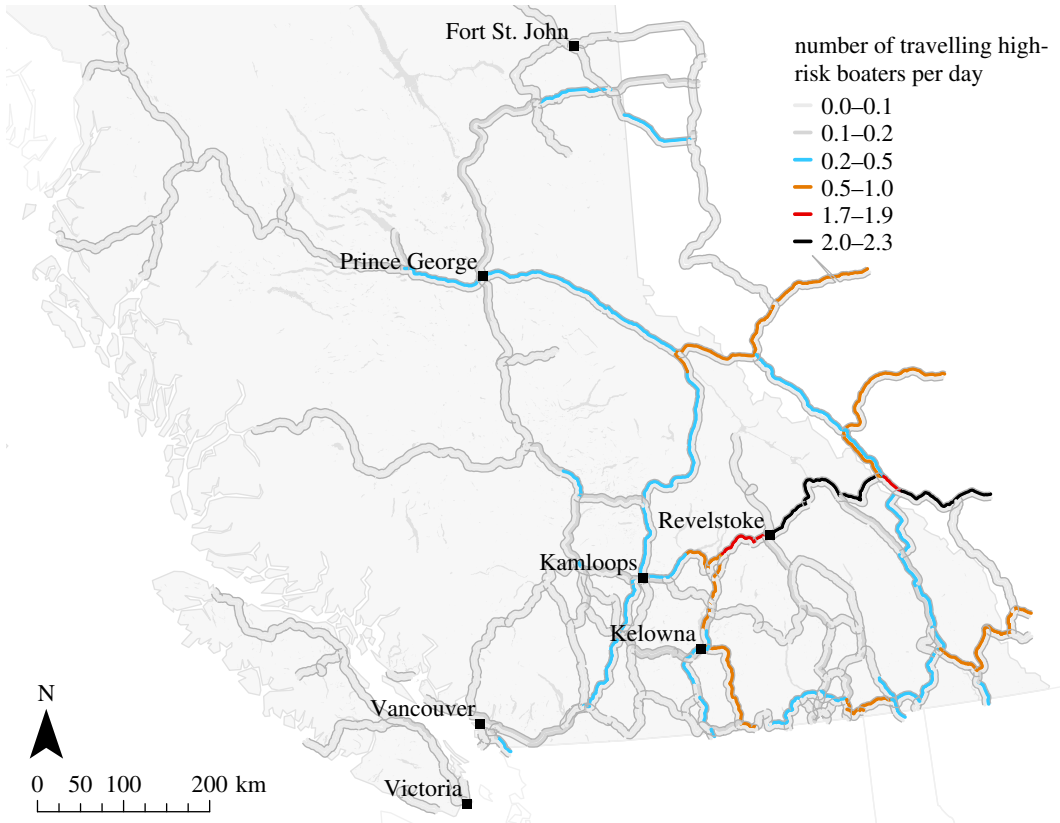 Fort St. John
number of travelling high-
risk boaters per day
0.0–0.1
0.1–0.2
0.2–0.5
0.5–1.0
1.7–1.9
2.0–2.3
Prince George
Revelstoke
Kamloops
Kelowna
N
Vancouver
0 50 100 200 km
Victoria